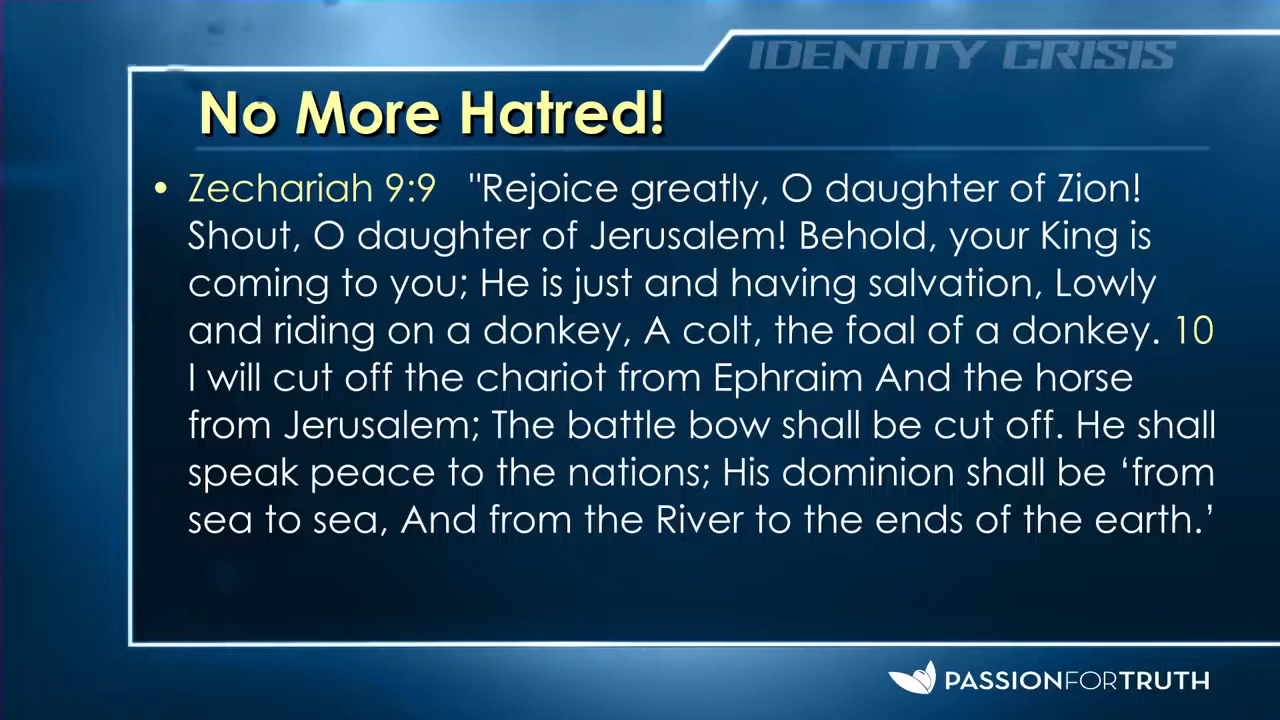 IDENTITY CRISIS
No More Hatred!
• Zechariah 9:9 "Rejoice greatly, O daughter of Zion!
Shout, O daughter of Jerusalem! Behold, your King is
coming to you; He is just and having salvation, Lowly
and riding on a donkey, A colt, the foal of a donkey. 10
I will cut off the chariot from Ephraim And the horse
from Jerusalem; The battle bow shall be cut off. He shall
speak peace to the nations; His dominion shall be ‘from
sea to sea, And from the River to the ends of the earth.’
PASSIONFORTRUTH